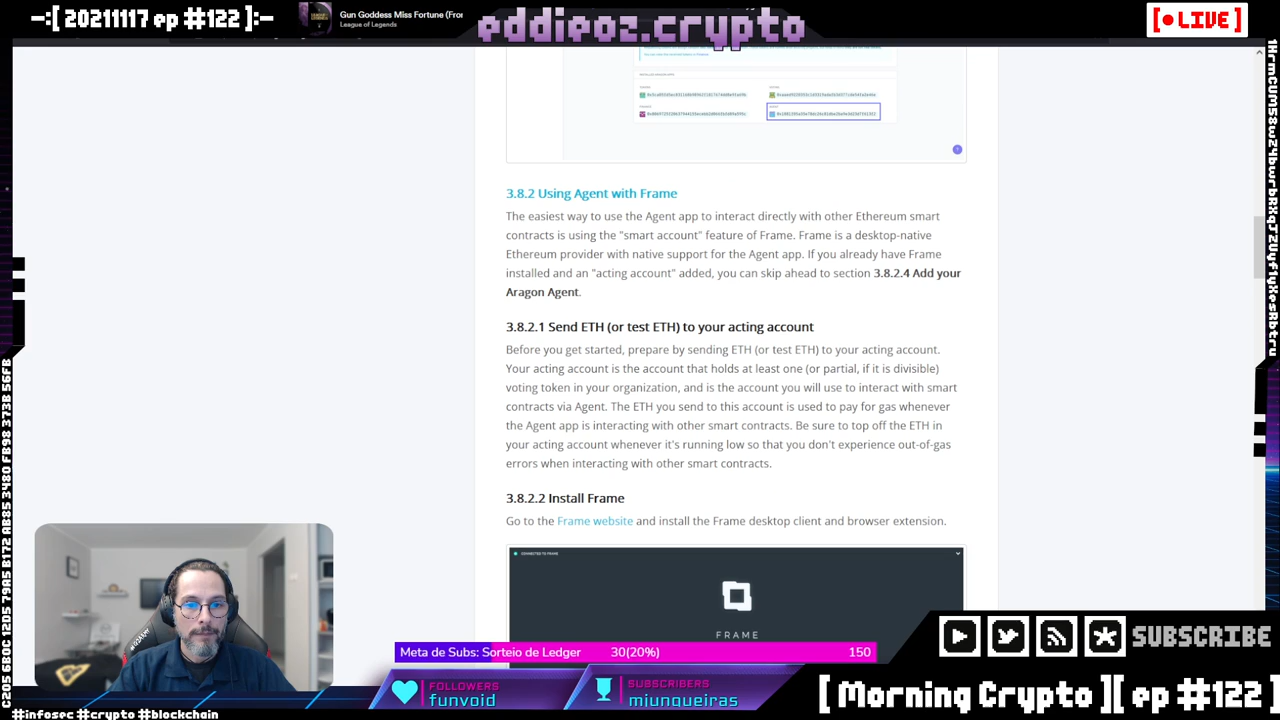 -=[ 20211117 ep #122 ]:-
Gun Goddess Miss Fortune (Fror
League of Legends
eddieoz.crypto
[ • LIVE ]
3.8.2 Using Agent with Frame
The easiest way to use the Agent app to interact directly with other Ethereum smart
contracts is using the "smart account" feature of Frame. Frame is a desktop-native
Ethereum provider with native support for the Agent app. If you already have Frame
installed and an "acting account" added, you can skip ahead to section 3.8.2.4 Add your
Aragon Agent.
3.8.2.1 Send ETH (or test ETH) to your acting account
Before you get started, prepare by sending ETH (or test ETH) to your acting account.
Your acting account is the account that holds at least one (or partial, if it is divisible)
voting token in your organization, and is the account you will use to interact with smart
contracts via Agent. The ETH you send to this account is used to pay for gas whenever
the Agent app is interacting with other smart contracts. Be sure to top off the ETH in
your acting account whenever it's running low so that you don't experience out-of-gas
errors when interacting with other smart contracts.
3.8.2.2 Install Frame
Go to the Frame website and install the Frame desktop client and browser extension.
CONNECTED TO FRAME
FRAME
Meta de Subs: Sorteio de Ledger 30(20%) 150
FOLLOWERS
funvoid
SUBSCRIBERS
mjunqueiras
SUBSCRIBE
[ Morning Crypto ][ ep #122 ]
#infosec #crypto #blockchain